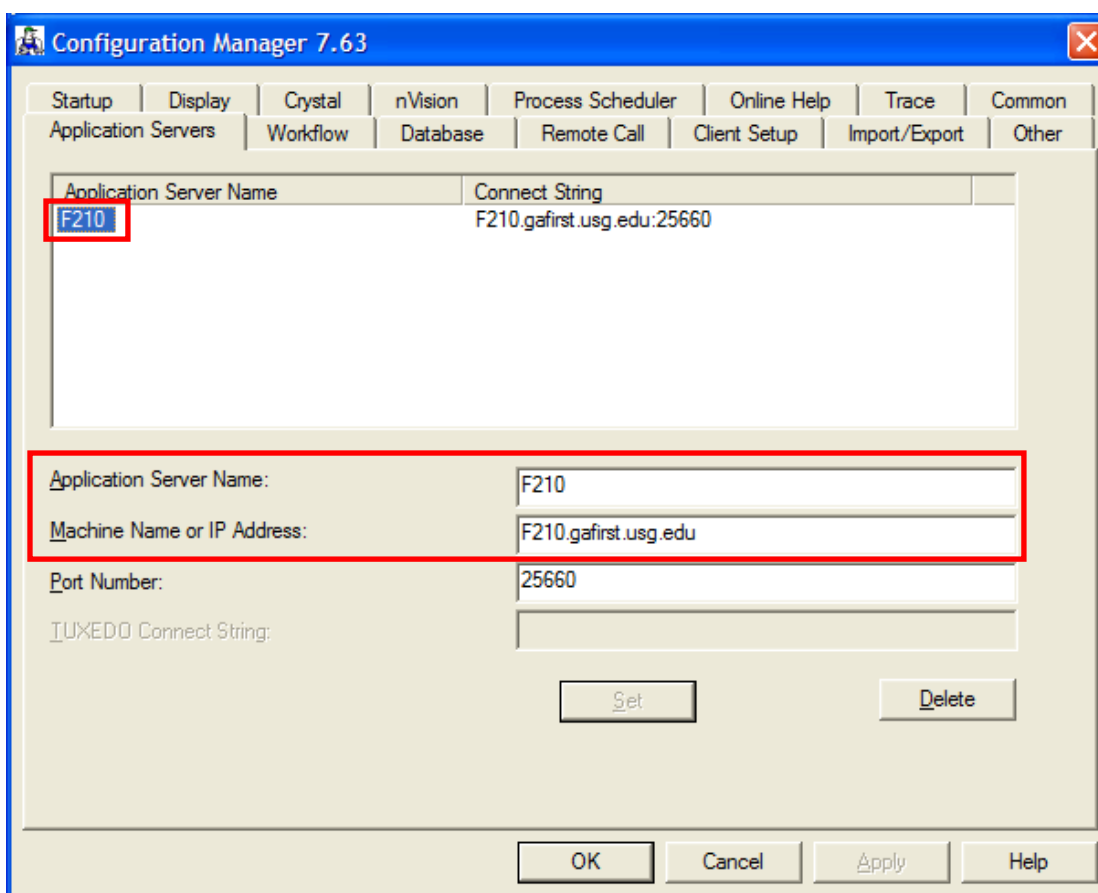 Configuration Manager 7.63
Startup Display Crystal nVision Process Scheduler Online Help Trace Common
Application Servers Workflow Database Remote Call Client Setup Import/Export Other
Application Server Name Connect String
F210 F210.gafirst.usg.edu:25660
Application Server Name: F210
Machine Name or IP Address: F210.gafirst.usg.edu
Port Number: 25660
TUXEDO Connect String:
Set Delete
OK Cancel Apply Help